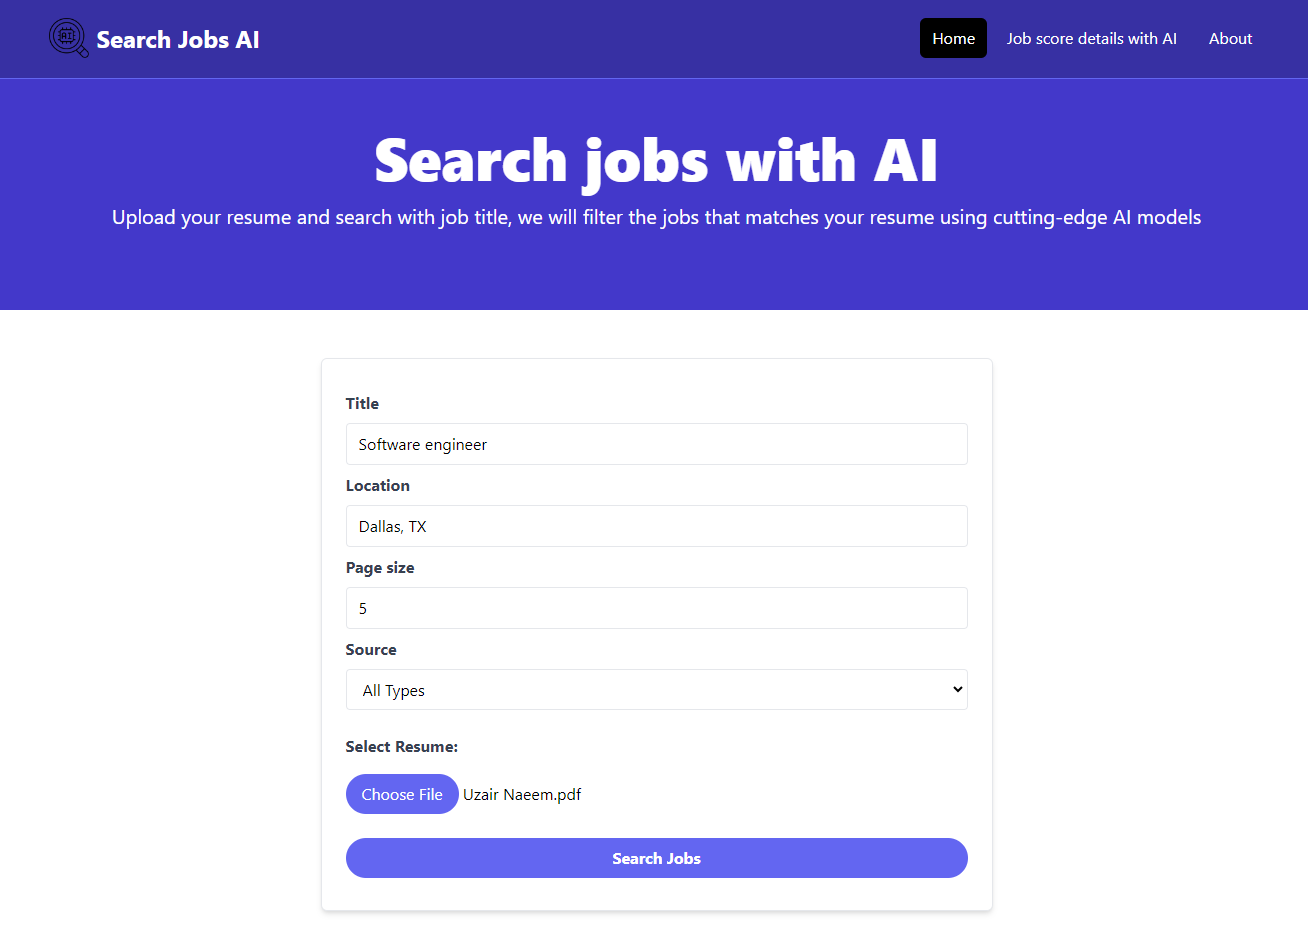 AI
Search Jobs AI
Home
Job score details with AI
About
Search jobs with AI
Upload your resume and search with job title, we will filter the jobs that matches your resume using cutting-edge AI models
Title
Software engineer
Location
Dallas, TX
Page size
5
Source
All Types
Select Resume:
Choose File Uzair Naeem.pdf
Search Jobs